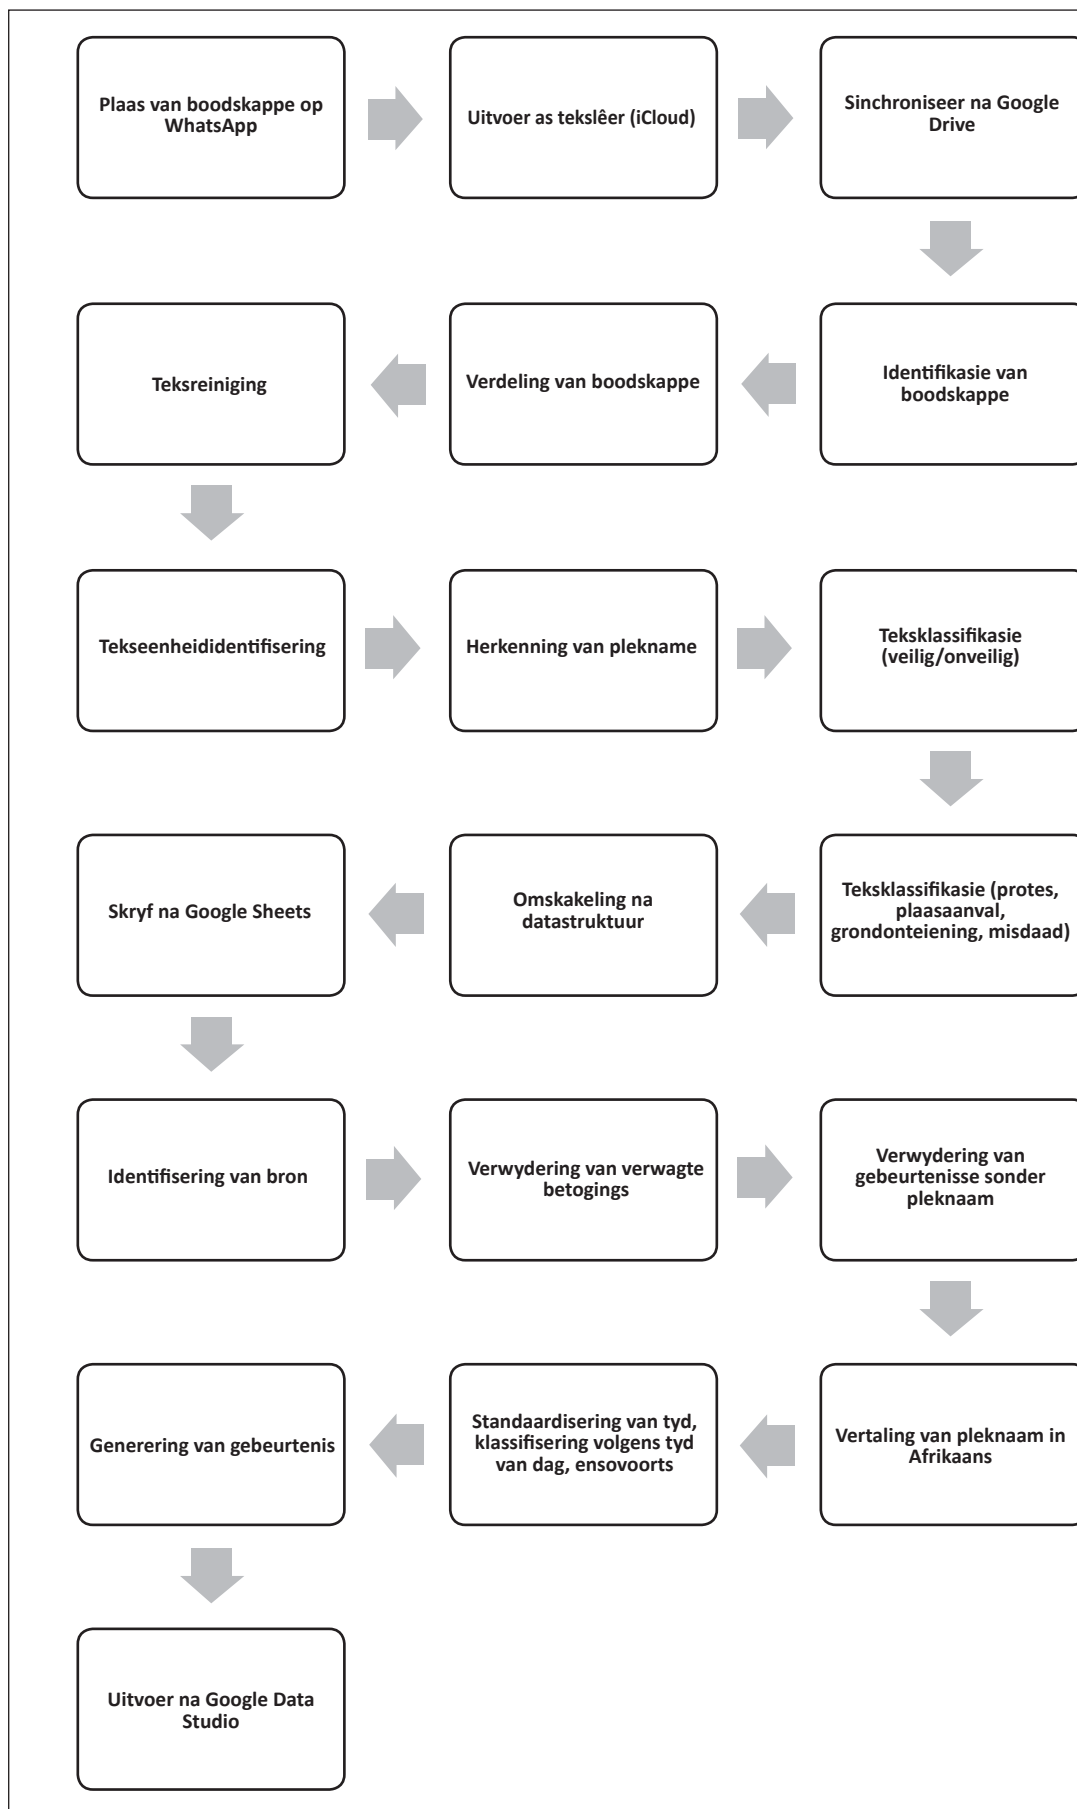 Plaas van boodskappe op
WhatsApp
Uitvoer as tekslêer (iCloud)
Sinchroniseer na Google
Drive
Identifikasie van
boodskappe
Verdeling van boodskappe
Teksreiniging
Tekseenheididentifisering
Herkenning van plekname
Teksklassifikasie
(veilig/onveilig)
Teksklassifikasie (protes,
plaasaanval,
grondonteiening, misdaad)
Omskakeling na
datastruktuur
Skryf na Google Sheets
Identifisering van bron
Verwydering van verwagte
betogings
Verwydering van
gebeurtenisse sonder
pleknaam
Vertaling van pleknaam in
Afrikaans
Standaardisering van tyd,
klassifisering volgens tyd
van dag, ensovoorts
Generering van gebeurtenis
Uitvoer na Google Data
Studio